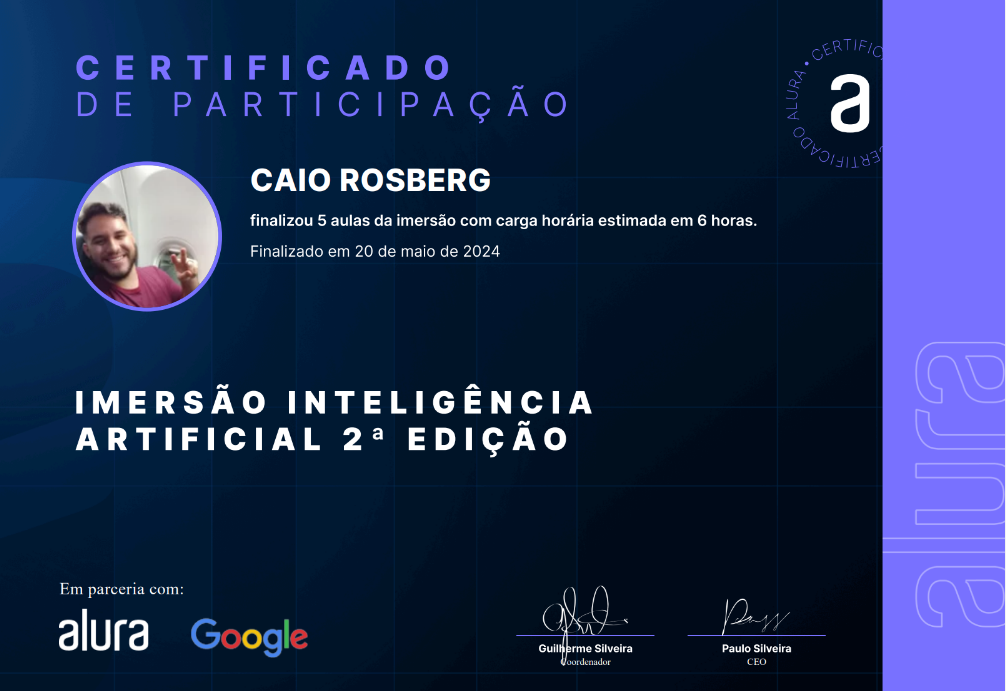 CERTIFICADO
DE PARTICIPAÇÃO
CERTIFICADO ALURA • CERTIFIC
a
CAIO ROSBERG
finalizou 5 aulas da imersão com carga horária estimada em 6 horas.
Finalizado em 20 de maio de 2024
IMERSÃO INTELIGÊNCIA
ARTIFICIAL 2ª EDIÇÃO
alura
Em parceria com:
alura Google
Guilherme Silveira
Coordenador
Paulo Silveira
CEO